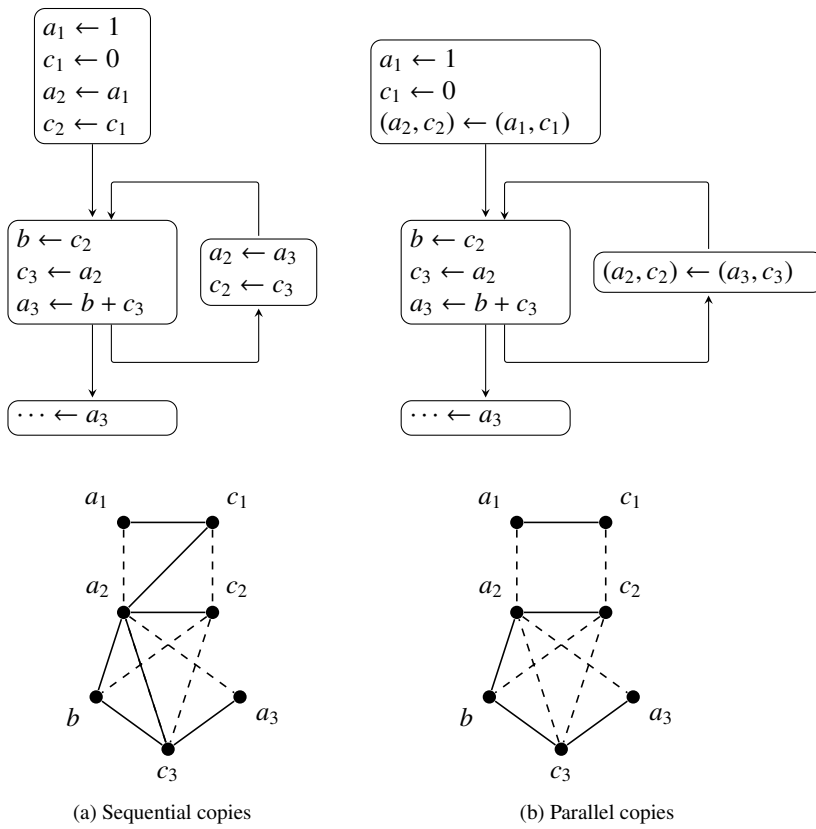 a₁ ← 1
c₁ ← 0
a₂ ← a₁
c₂ ← c₁
b ← c₂
c₃ ← a₂
a₃ ← b + c₃
a₂ ← a₃
c₂ ← c₃
⋯ ← a₃
a₁ ← 1
c₁ ← 0
(a₂, c₂) ← (a₁, c₁)
b ← c₂
c₃ ← a₂
a₃ ← b + c₃
(a₂, c₂) ← (a₃, c₃)
⋯ ← a₃
a₁ c₁
a₂ c₂
b a₃
c₃
(a) Sequential copies
a₁ c₁
a₂ c₂
b a₃
c₃
(b) Parallel copies